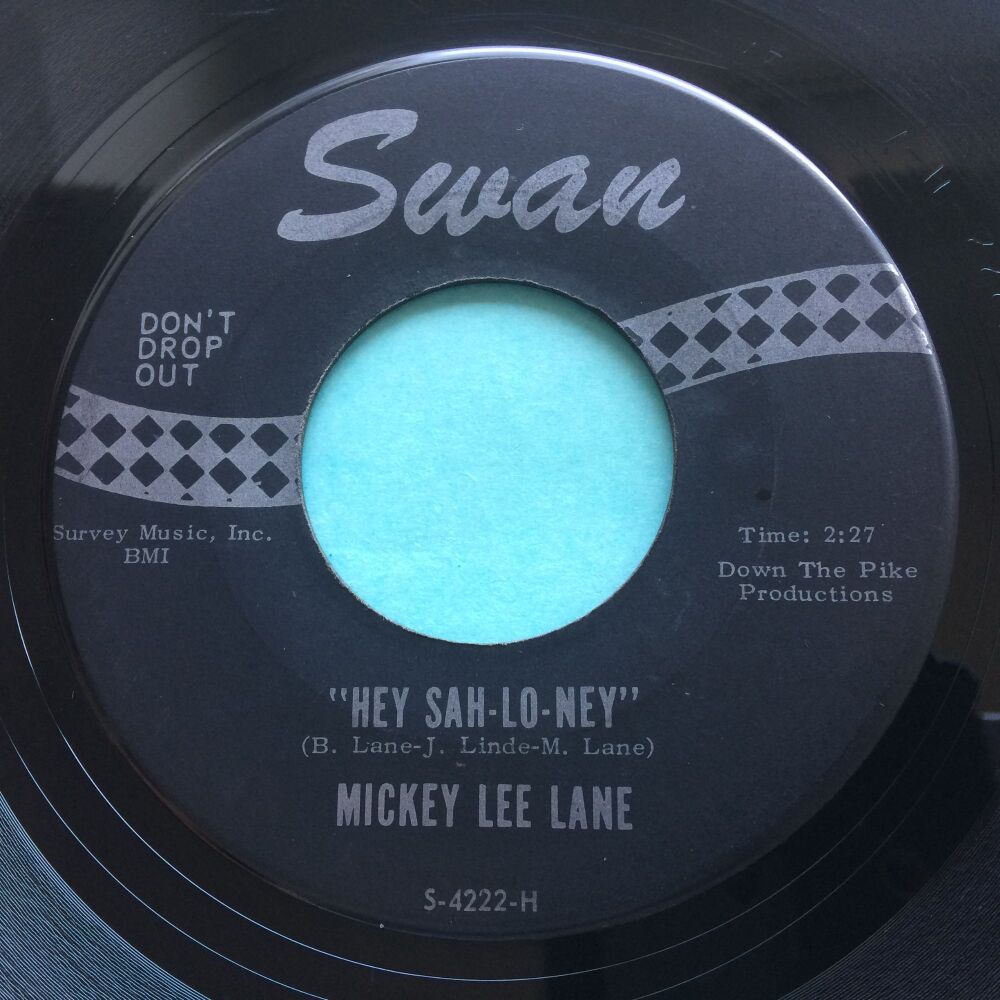 Swan
DON'T
DROP
OUT
Survey Music, Inc.
BMI
Time: 2:27
Down The Pike
Productions
"HEY SAH-LO-NEY"
(B. Lane-J. Linde-M. Lane)
MICKEY LEE LANE
S-4222-H